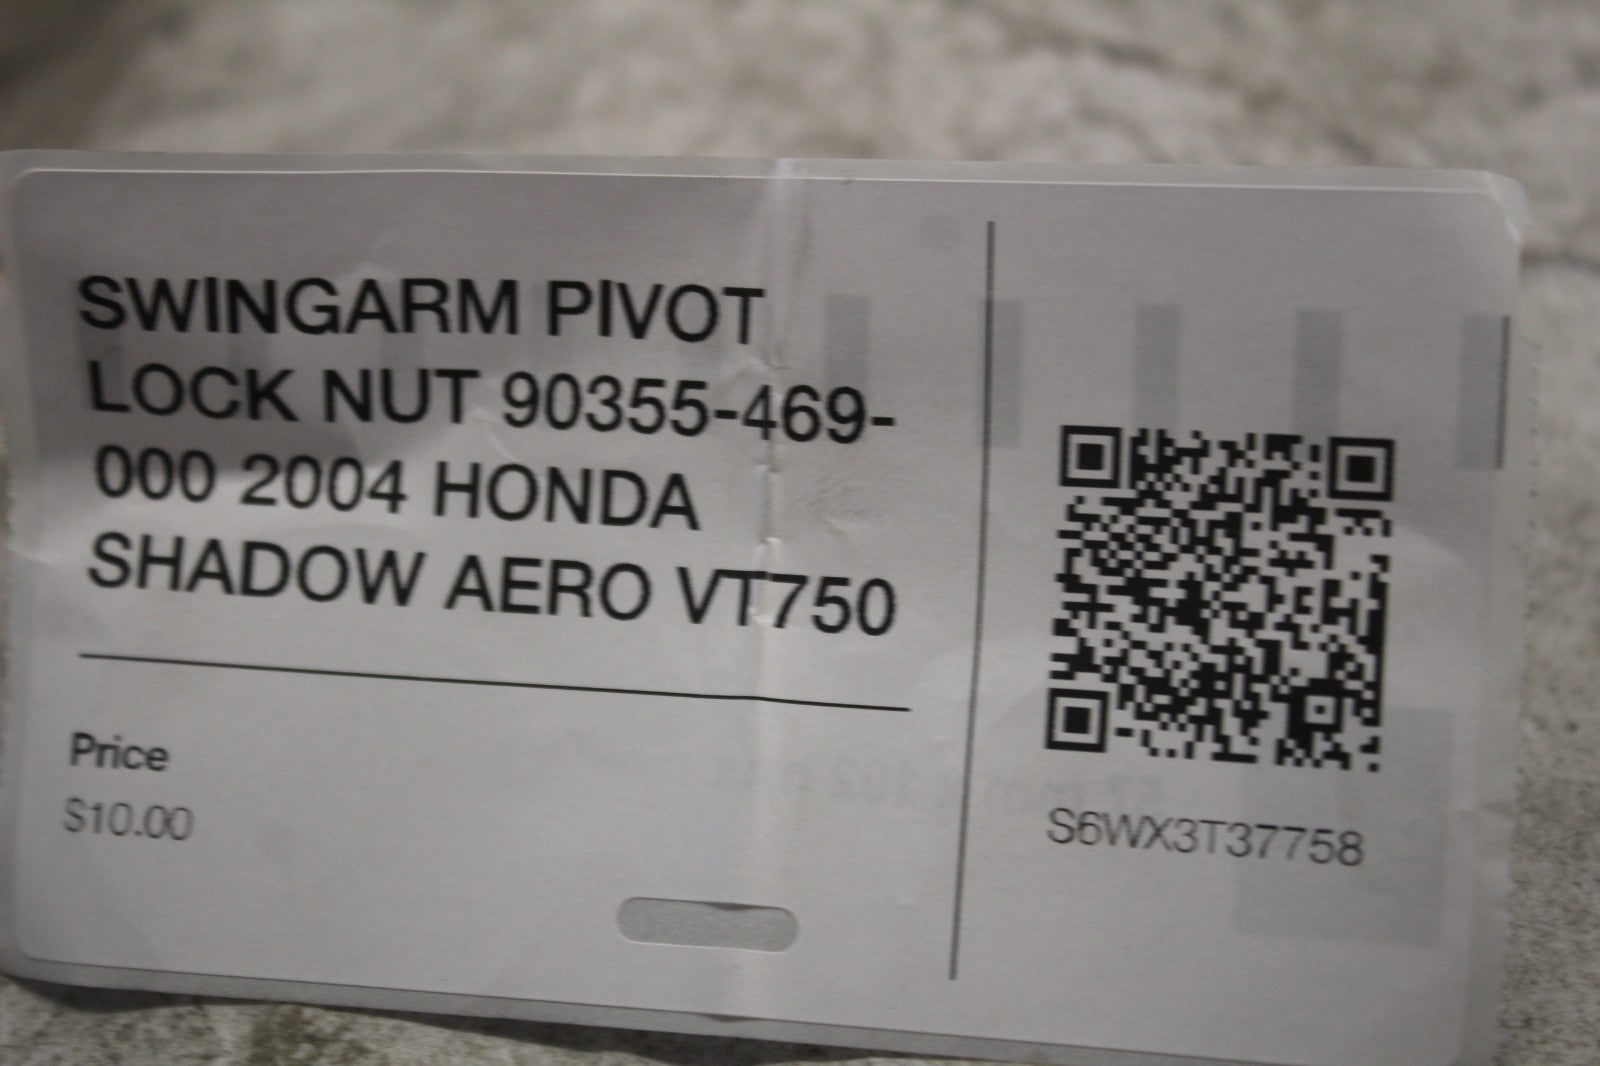 SWINGARM PIVOT
LOCK NUT 90355-469-
000 2004 HONDA
SHADOW AERO VT750
Price
$10.00
S6WX3T37758